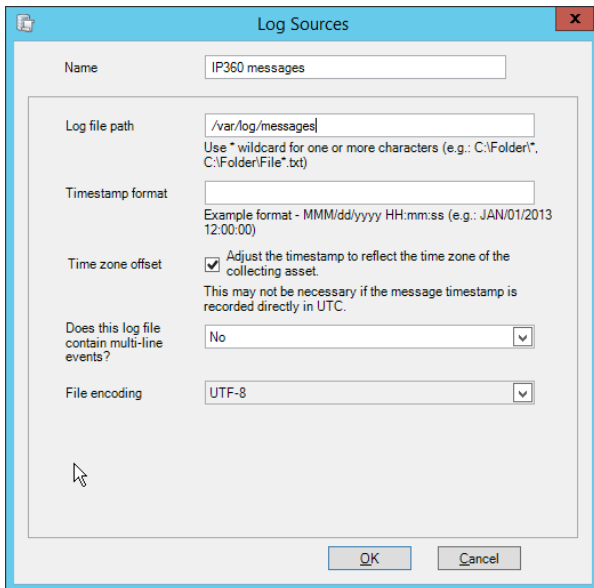 Log Sources
x
Name
IP360 messages
Log file path
/var/log/messages
Use * wildcard for one or more characters (e.g.: C:\Folder\*,
C:\Folder\File*.txt)
Timestamp format
Example format - MMM/dd/yyyy HH:mm:ss (e.g.: JAN/01/2013
12:00:00)
Time zone offset
Adjust the timestamp to reflect the time zone of the
collecting asset.
This may not be necessary if the message timestamp is
recorded directly in UTC.
Does this log file
contain multi-line
events?
No
File encoding
UTF-8
OK
Cancel